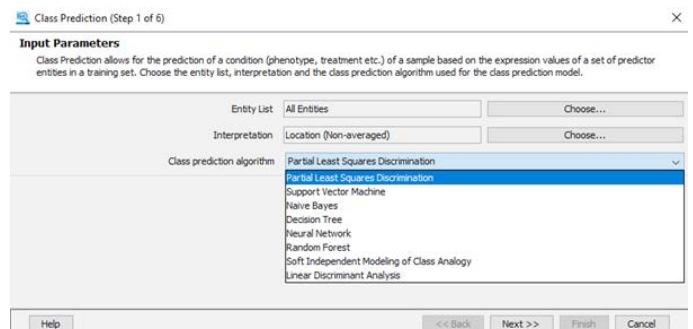 Class Prediction (Step 1 of 6)
Input Parameters
Class Prediction allows for the prediction of a condition (phenotype, treatment etc.) of a sample based on the expression values of a set of predictor
entities in a training set. Choose the entity list, interpretation and the class prediction algorithm used for the class prediction model.
Entity List All Entities Choose...
Interpretation Location (Non-averaged) Choose...
Class prediction algorithm Partial Least Squares Discrimination
Partial Least Squares Discrimination
Support Vector Machine
Naive Bayes
Decision Tree
Neural Network
Random Forest
Soft Independent Modeling of Class Analogy
Linear Discriminant Analysis
Help << Back Next >> Finish Cancel